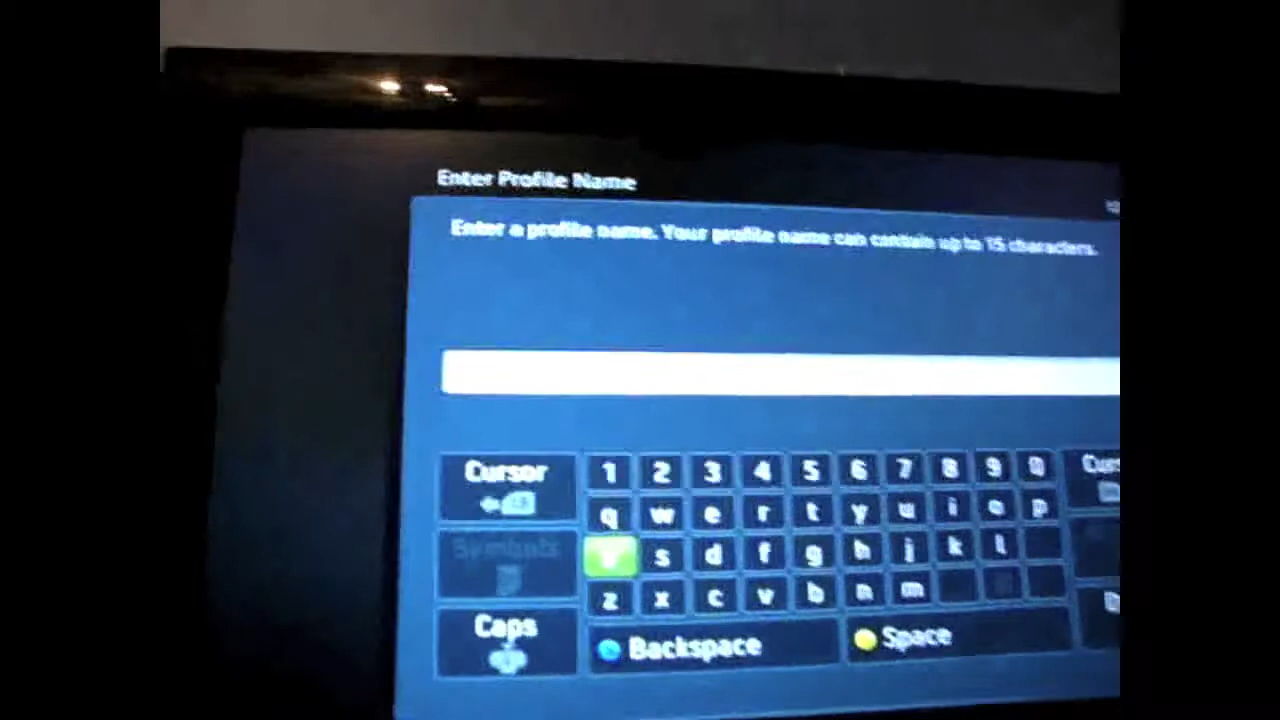 Enter Profile Name
Enter a profile name. Your profile name can contain up to 15 characters.
Cursor
1 2 3 4 5 6 7 8 9 0
q w e r t y u i o p
Symbols
s d f g h j k l
Caps
z x c v b n m
Backspace
Space